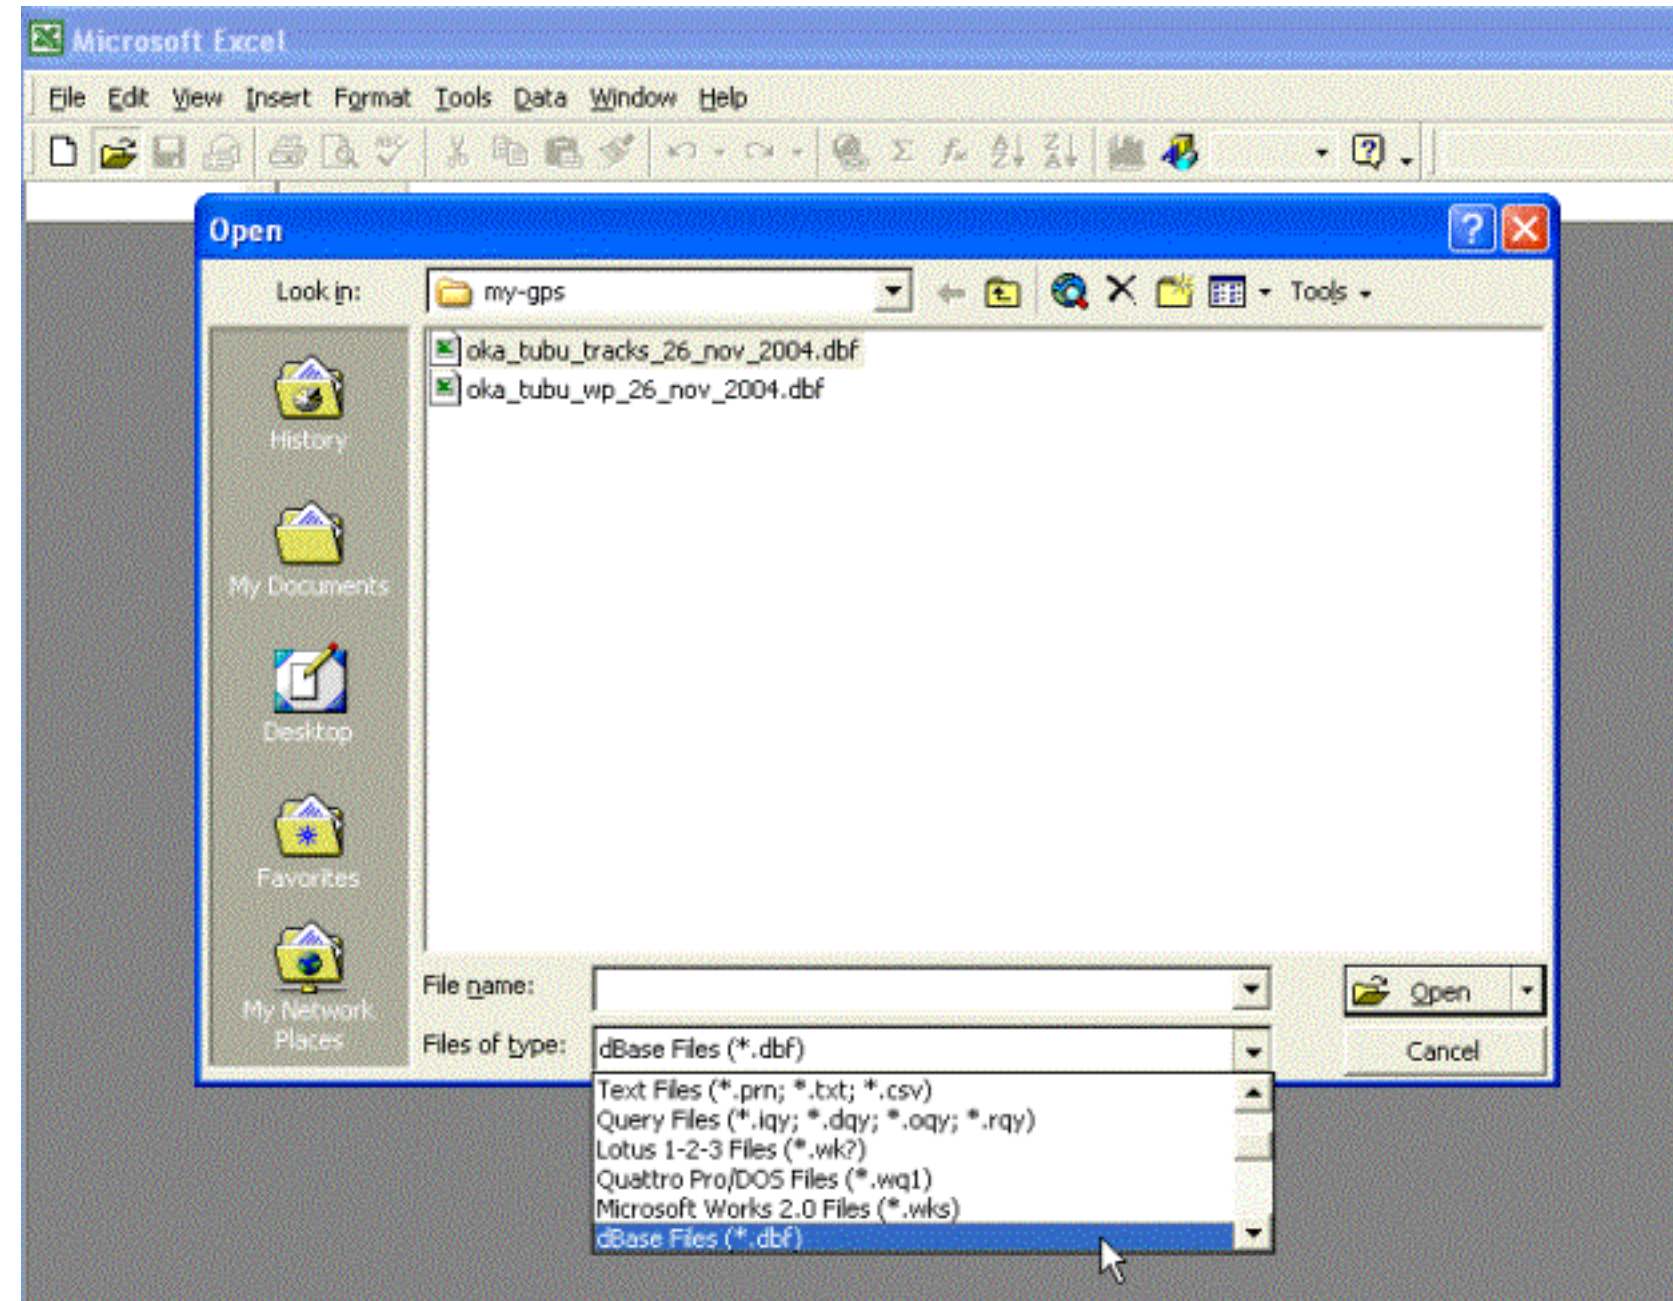 Microsoft Excel
File Edit View Insert Format Tools Data Window Help
Open
Look in: my-gps Tools
oka_tubu_tracks_26_nov_2004.dbf
oka_tubu_wp_26_nov_2004.dbf
History
My Documents
Desktop
Favorites
My Network
Places
File name: Open
Files of type: dBase Files (*.dbf) Cancel
Text Files (*.prn; *.txt; *.csv)
Query Files (*.iqy; *.dqy; *.oqy; *.rqy)
Lotus 1-2-3 Files (*.wk?)
Quattro Pro/DOS Files (*.wq1)
Microsoft Works 2.0 Files (*.wks)
dBase Files (*.dbf)